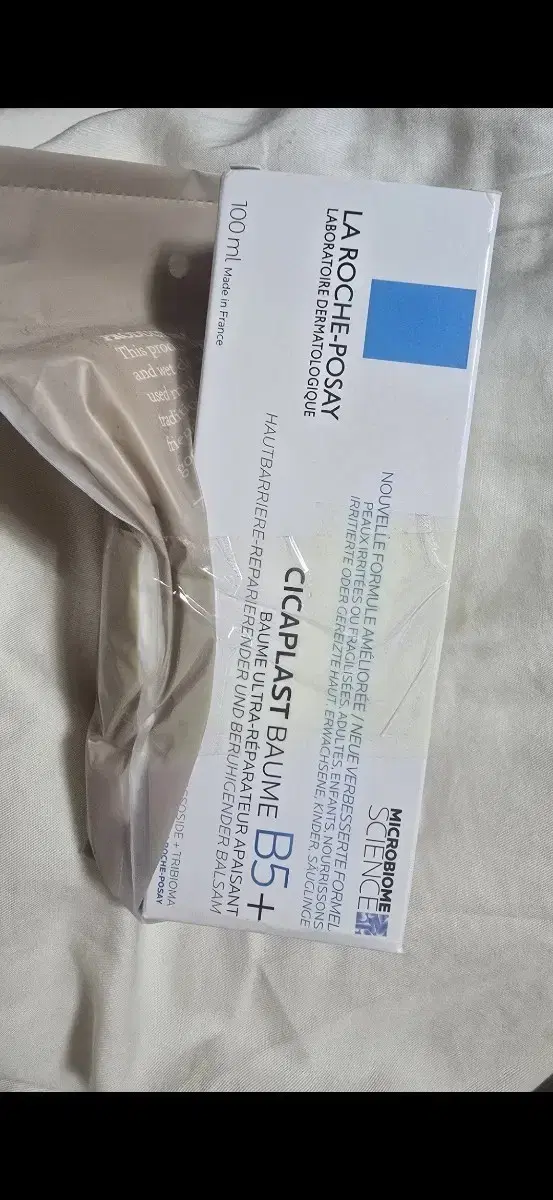 LA ROCHE-POSAY
LABORATOIRE DERMATOLOGIQUE
NOUVELLE FORMULE AMÉLIORÉE / NEUE VERBESSERTE FORMEL
PEAUX IRRITÉES OU FRAGILISÉES. ADULTES, ENFANTS, NOURRISSONS
IRRITIERTE ODER GEREIZTE HAUT. ERWACHSENE, KINDER, SÄUGLINGE
MICROBIOME
SCIENCE
CICAPLAST BAUME B5+
BAUME ULTRA-RÉPARATEUR APAISANT
HAUTBARRIERE-REPARIERENDER UND BERUHIGENDER BALSAM
100 ml Made in France
SSOSIDE + TRIBIOMA
ROCHE-POSAY
This prod
and wet
used